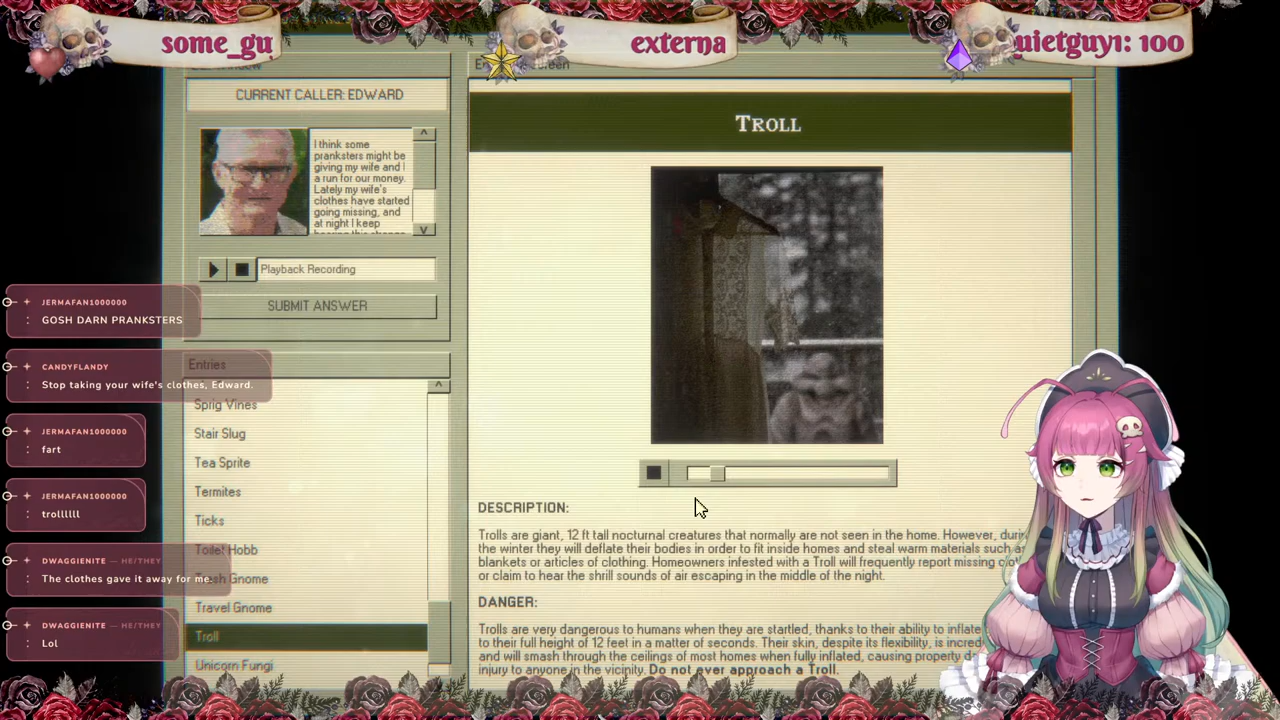 some_gu
externa
uietguy1: 100
CURRENT CALLER: EDWARD
I think some
pranksters might be
giving my wife and I
a run for our money.
Lately my wife's
clothes have started
going missing, and
at night I keep
Playback Recording
SUBMIT ANSWER
Entries
Sprig Vines
Stair Slug
Tea Sprite
Termites
Ticks
Toilet Hobb
Trash Gnome
Travel Gnome
Troll
Unicorn Fungi
Troll
DESCRIPTION:
Trolls are giant, 12 ft tall nocturnal creatures that normally are not seen in the home. However, durin
the winter they will deflate their bodies in order to fit inside homes and steal warm materials such as
blankets or articles of clothing. Homeowners infested with a Troll will frequently report missing clo
or claim to hear the shrill sounds of air escaping in the middle of the night.
DANGER:
Trolls are very dangerous to humans when they are startled, thanks to their ability to inflate
to their full height of 12 feet in a matter of seconds. Their skin, despite its flexibility, is incred
and will smash through the ceilings of most homes when fully inflated, causing property d
injury to anyone in the vicinity. Do not ever approach a Troll.
JERMAFAN1000000
GOSH DARN PRANKSTERS
CANDYFLANDY
Stop taking your wife's clothes, Edward.
JERMAFAN1000000
fart
JERMAFAN1000000
trollllll
DWAGGIENITE — HE/THEY
The clothes gave it away for me.
DWAGGIENITE — HE/THEY
Lol